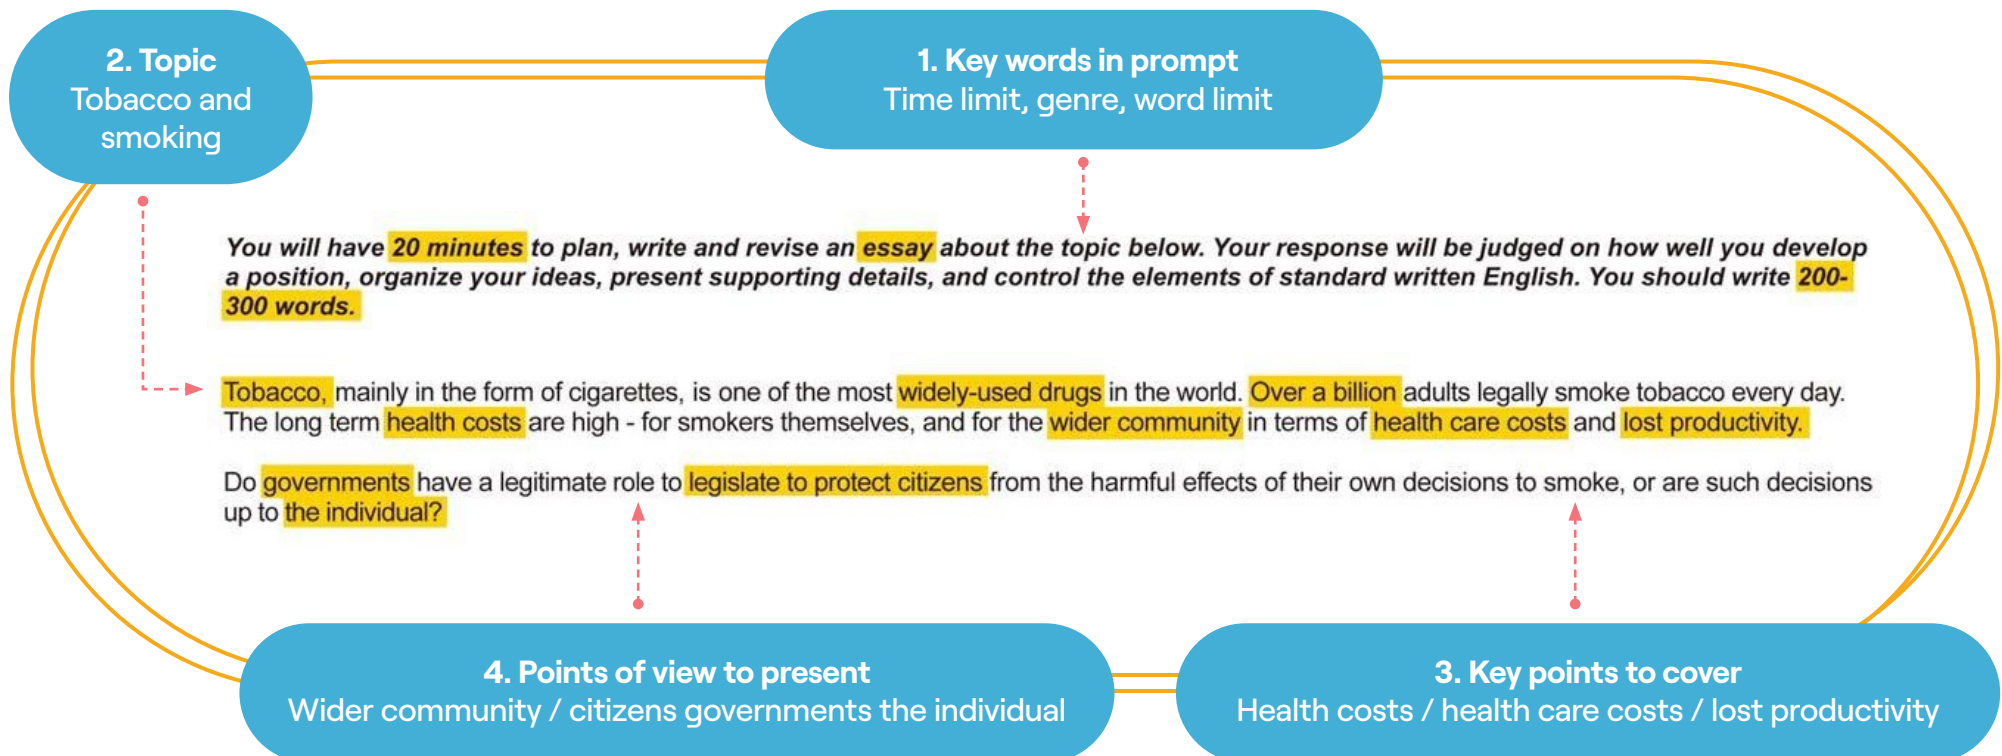 2. Topic
Tobacco and
smoking
1. Key words in prompt
Time limit, genre, word limit
You will have 20 minutes to plan, write and revise an essay about the topic below. Your response will be judged on how well you develop
a position, organize your ideas, present supporting details, and control the elements of standard written English. You should write 200-
300 words.
Tobacco, mainly in the form of cigarettes, is one of the most widely-used drugs in the world. Over a billion adults legally smoke tobacco every day.
The long term health costs are high - for smokers themselves, and for the wider community in terms of health care costs and lost productivity.
Do governments have a legitimate role to legislate to protect citizens from the harmful effects of their own decisions to smoke, or are such decisions
up to the individual?
4. Points of view to present
Wider community / citizens governments the individual
3. Key points to cover
Health costs / health care costs / lost productivity